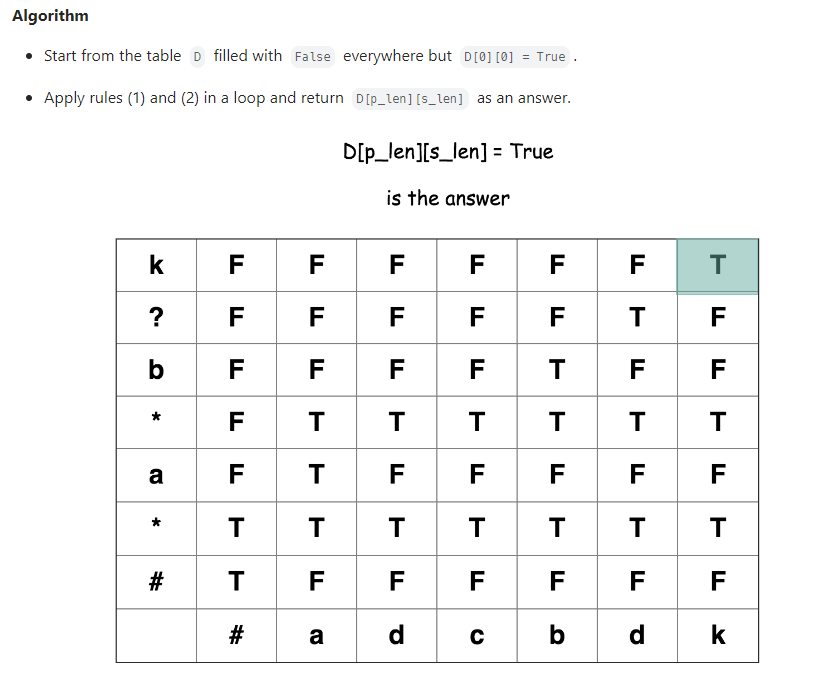 Algorithm
Start from the table D filled with False everywhere but D[0][0] = True .
Apply rules (1) and (2) in a loop and return D[p_len][s_len] as an answer.
D[p_len][s_len] = True
is the answer
k F F F F F F T
? F F F F F T F
b F F F F T F F
* F T T T T T T
a F T F F F F F
* T T T T T T T
# T F F F F F F
# a d c b d k